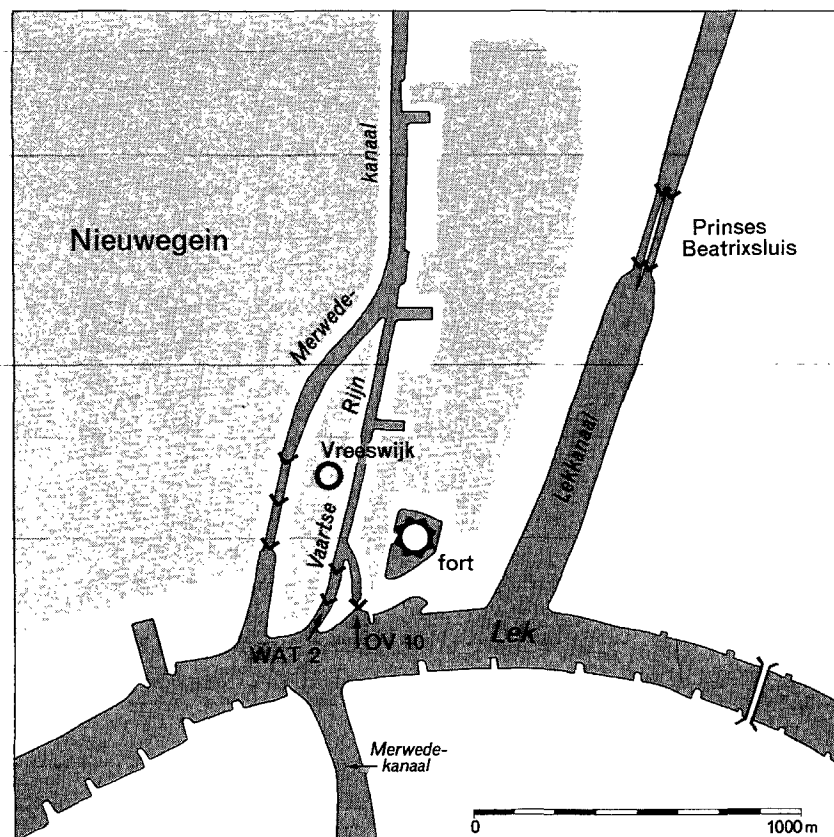 kanaal
Nieuwegein
Prinses
Beatrixsluis
Merwede-
Rijn
Vreeswijk
Lekkanaal
Vaartse
fort
WAT 2
OV 10
Lek
Merwede-
kanaal
0
1000 m